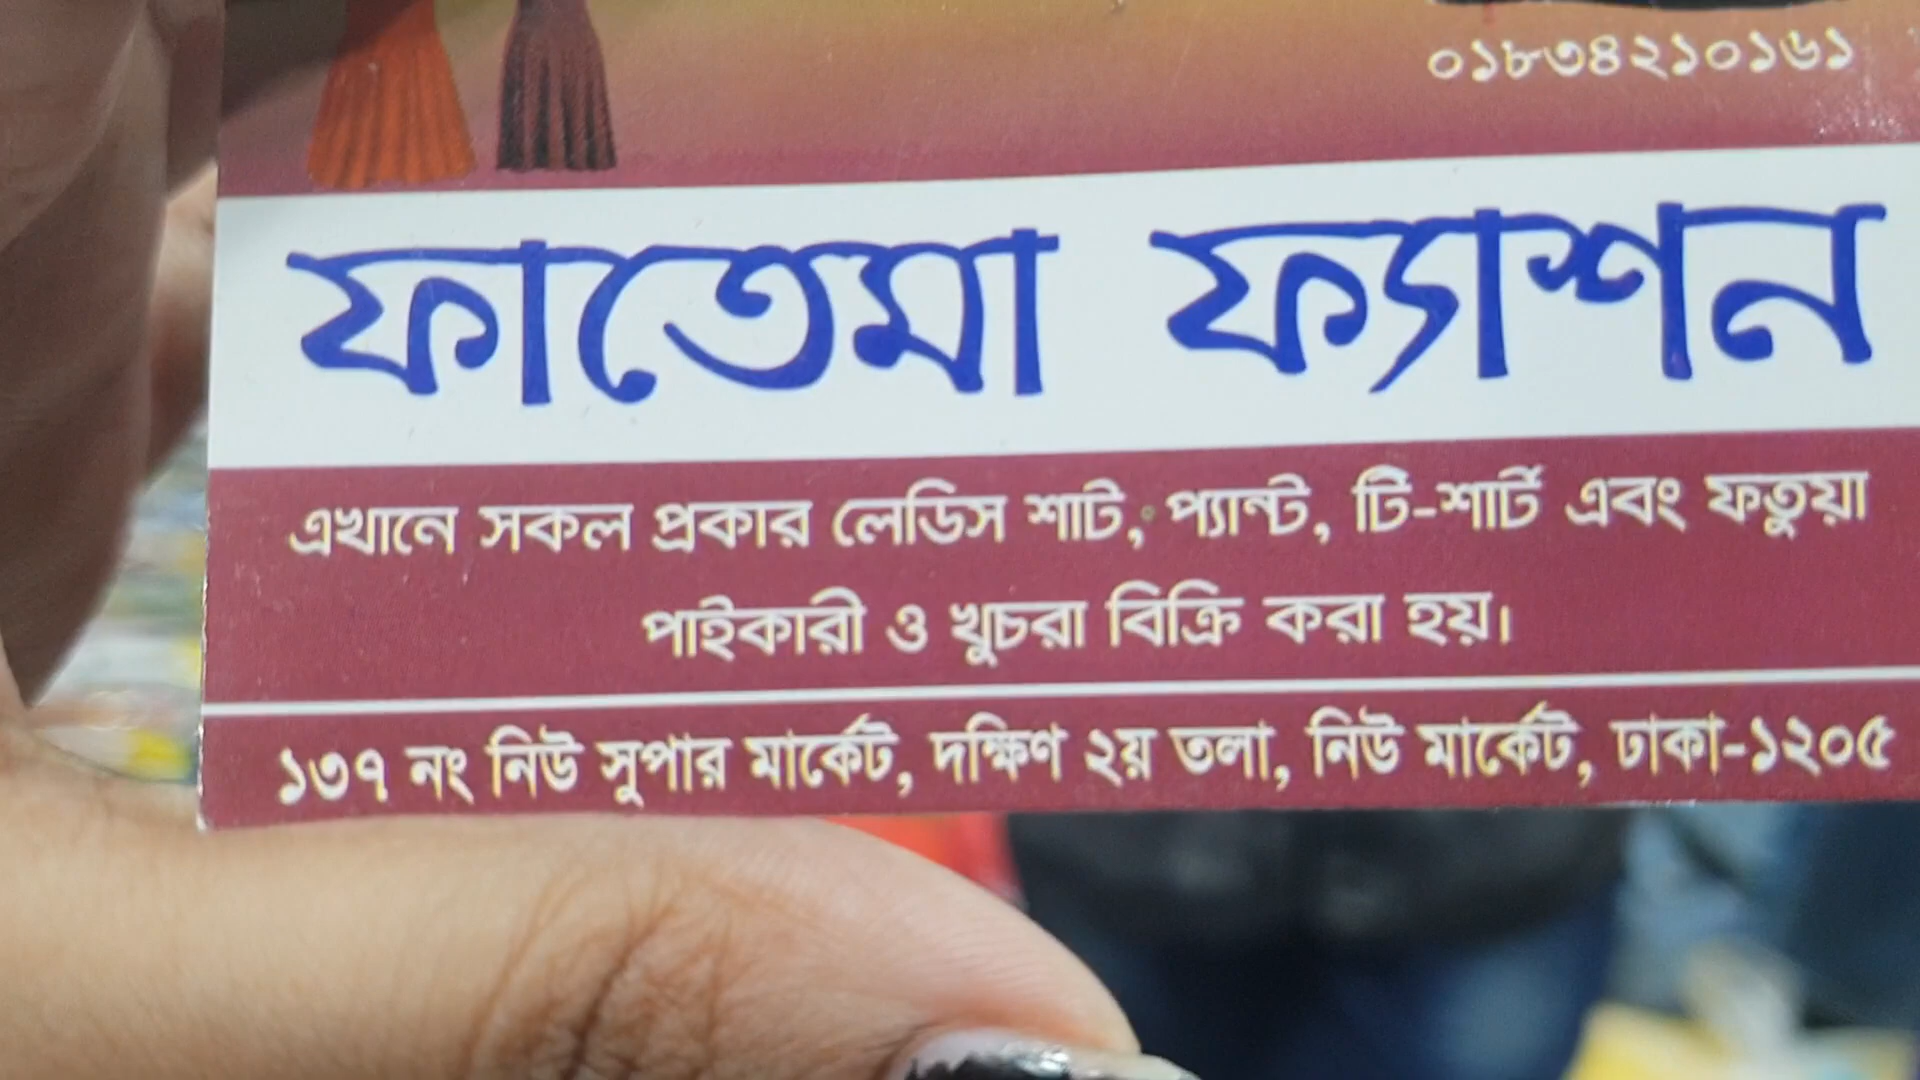 ০১৮৩৪২১০১৬১
ফাতেমা ফ্যাশন
এখানে সকল প্রকার লেডিস শাট, প্যান্ট, টি-শার্ট এবং ফতুয়া
পাইকারী ও খুচরা বিক্রি করা হয়।
১৩৭ নং নিউ সুপার মার্কেট, দক্ষিণ ২য় তলা, নিউ মার্কেট, ঢাকা-১২০৫